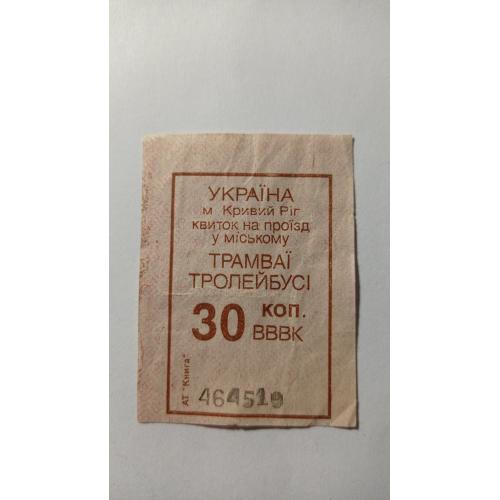 УКРАЇНА
м. Кривий Ріг
квиток на проїзд
у міському
ТРАМВАЇ
ТРОЛЕЙБУСІ
30 КОП.
ВВВК
464519
АТ "Книга"